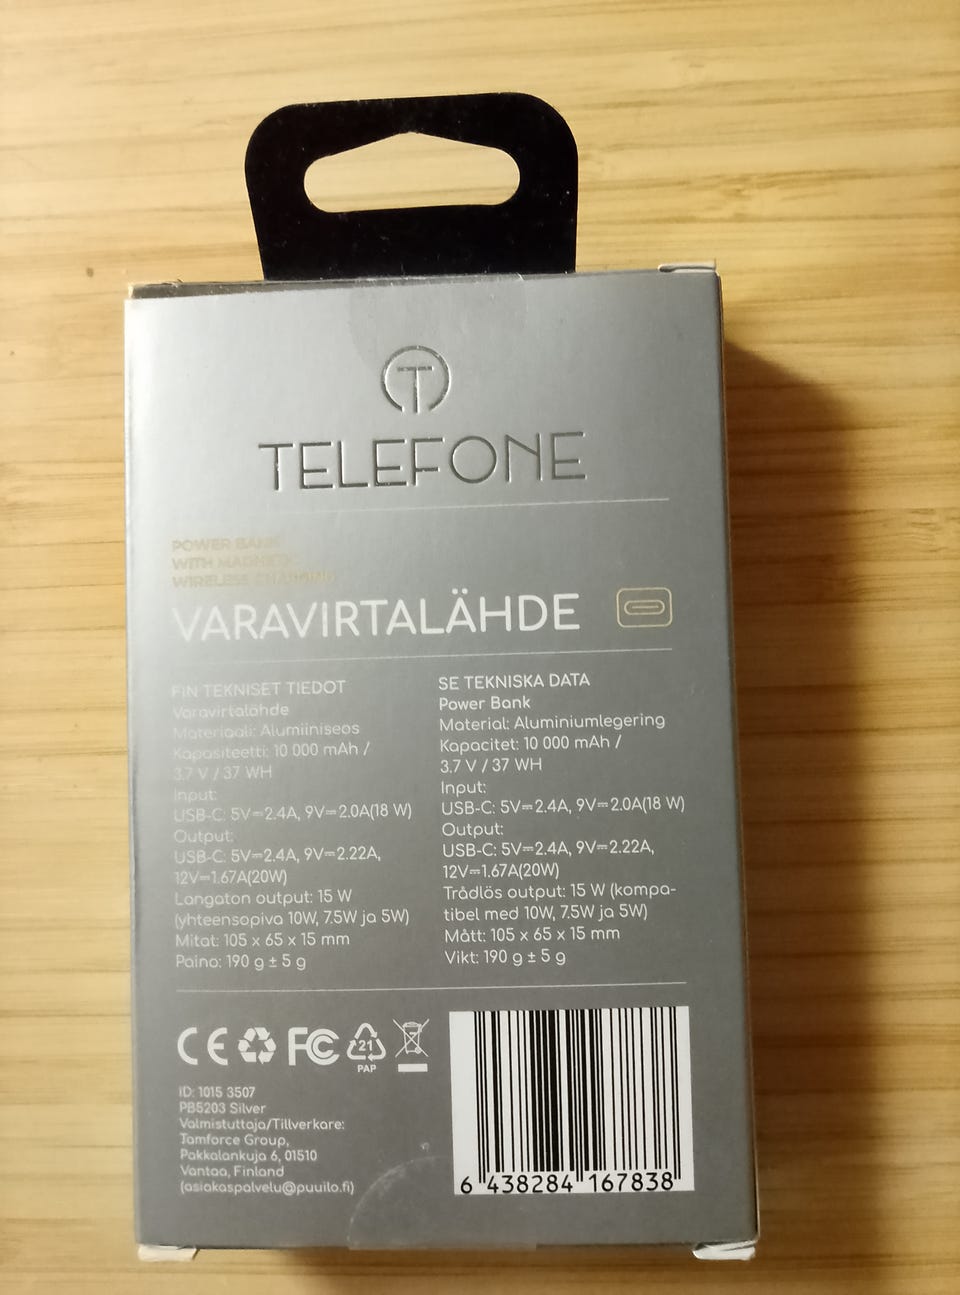 T
TELEFONE
POWER BANK
WITH MAGNETIC
WIRELESS CHARGING
VARAVIRTALÄHDE
FIN TEKNISET TIEDOT
Varavirtalähde
Materiaali: Alumiiniseos
Kapasiteetti: 10 000 mAh /
3.7 V / 37 WH
Input:
USB-C: 5V⎓2.4A, 9V⎓2.0A(18 W)
Output:
USB-C: 5V⎓2.4A, 9V⎓2.22A,
12V⎓1.67A(20W)
Langaton output: 15 W
(yhteensopiva 10W, 7.5W ja 5W)
Mitat: 105 x 65 x 15 mm
Paino: 190 g ± 5 g
SE TEKNISKA DATA
Power Bank
Material: Aluminiumlegering
Kapacitet: 10 000 mAh /
3.7 V / 37 WH
Input:
USB-C: 5V⎓2.4A, 9V⎓2.0A(18 W)
Output:
USB-C: 5V⎓2.4A, 9V⎓2.22A,
12V⎓1.67A(20W)
Trådlös output: 15 W (kompa-
tibel med 10W, 7.5W ja 5W)
Mått: 105 x 65 x 15 mm
Vikt: 190 g ± 5 g
CE FC 21
PAP
ID: 1015 3507
PB5203 Silver
Valmistuttaja/Tillverkare:
Tamforce Group,
Pakkalankuja 6, 01510
Vantaa, Finland
(asiakaspalvelu@puuilo.fi)
6 438284 167838